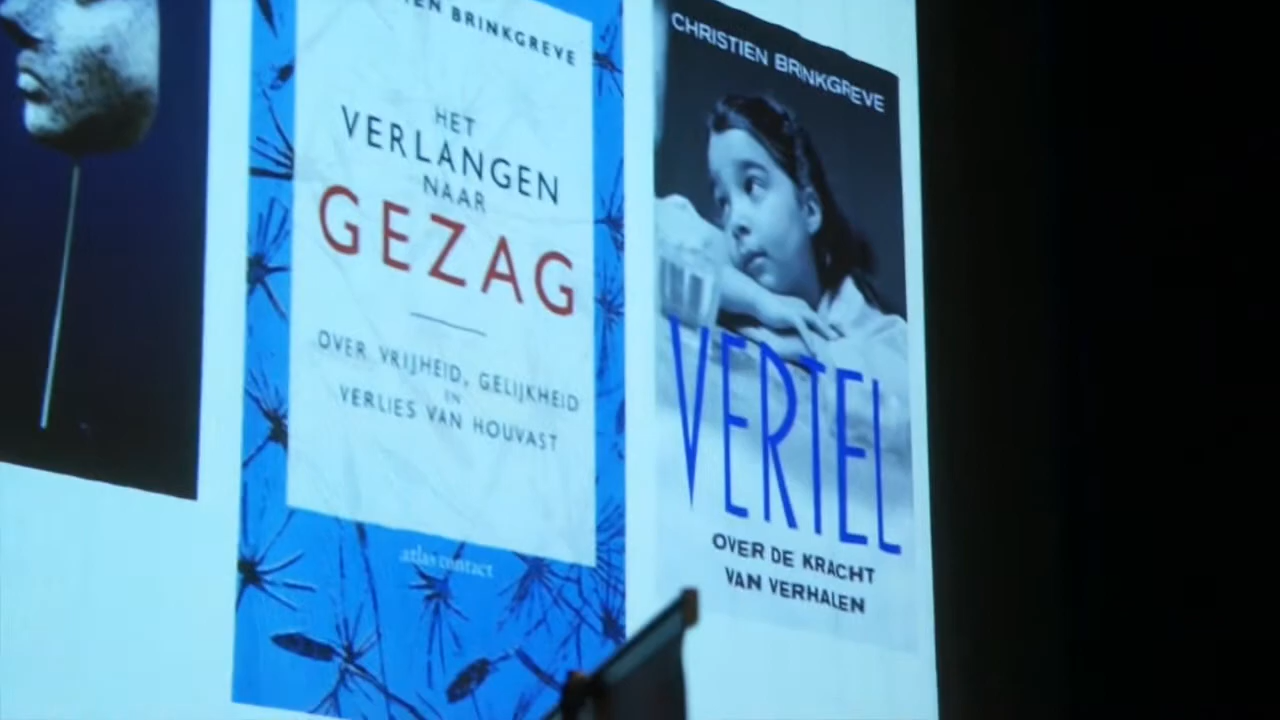 TEN BRINKGREVE
HET
VERLANGEN
NAAR
GEZAG
OVER VRIJHEID, GELIJKHEID
EN
VERLIES VAN HOUVAST
atlas contact
CHRISTIEN BRINKGREVE
VERTEL
OVER DE KRACHT
VAN VERHALEN